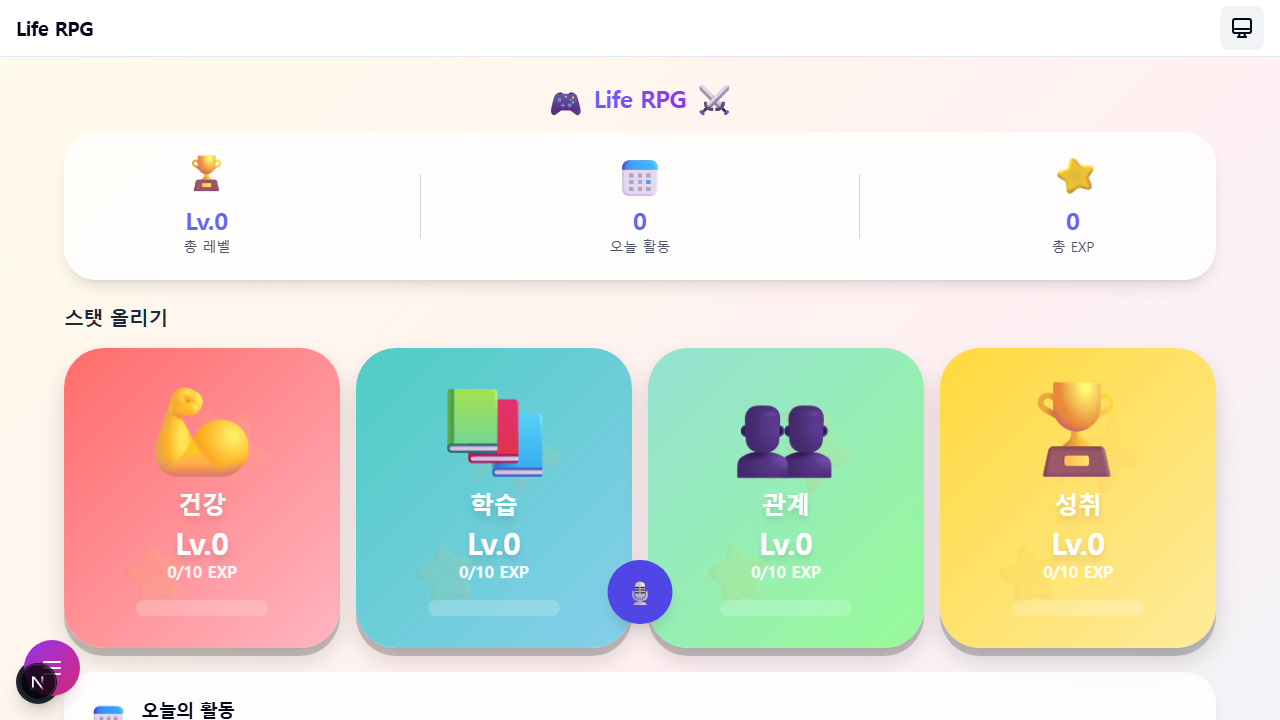 Life RPG
Life RPG
Lv.0
총 레벨
0
오늘 활동
0
총 EXP
스탯 올리기
건강
Lv.0
0/10 EXP
학습
Lv.0
0/10 EXP
관계
Lv.0
0/10 EXP
성취
Lv.0
0/10 EXP
N
오늘의 활동